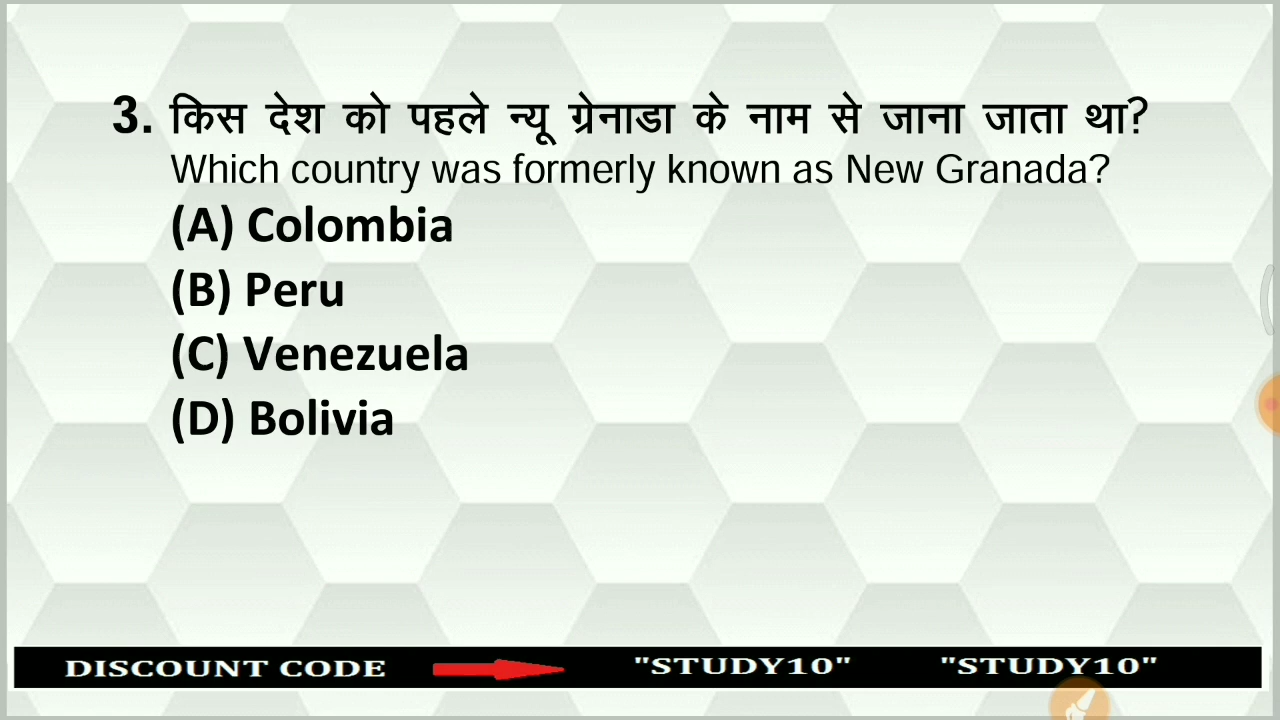 3. किस देश को पहले न्यू ग्रेनाडा के नाम से जाना जाता था?
Which country was formerly known as New Granada?
(A) Colombia
(B) Peru
(C) Venezuela
(D) Bolivia
DISCOUNT CODE "STUDY10" "STUDY10"